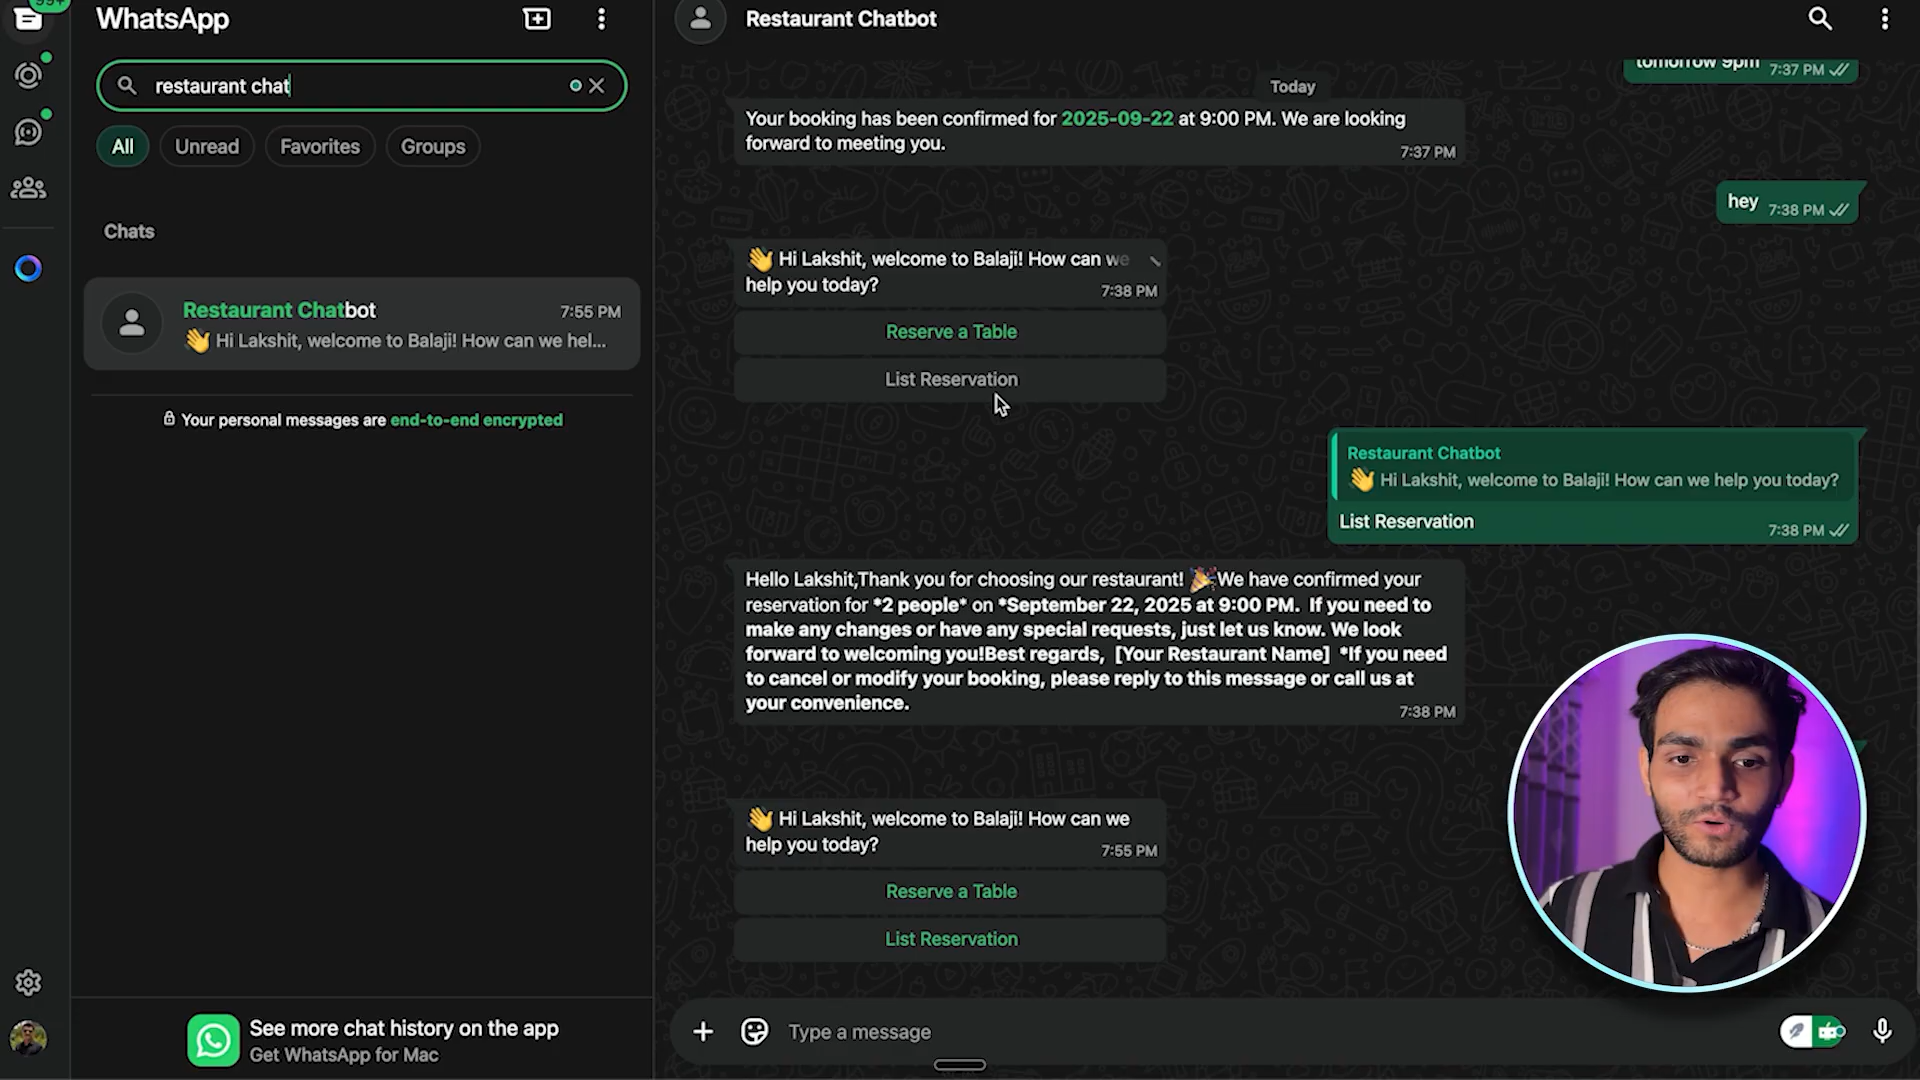 99+
WhatsApp
restaurant chat
All
Unread
Favorites
Groups
Chats
Restaurant Chatbot
7:55 PM
👋 Hi Lakshit, welcome to Balaji! How can we hel...
Your personal messages are end-to-end encrypted
See more chat history on the app
Get WhatsApp for Mac
Restaurant Chatbot
tomorrow 9pm
7:37 PM
Today
Your booking has been confirmed for 2025-09-22 at 9:00 PM. We are looking
forward to meeting you.
7:37 PM
hey
7:38 PM
👋 Hi Lakshit, welcome to Balaji! How can we
help you today?
7:38 PM
Reserve a Table
List Reservation
Restaurant Chatbot
👋 Hi Lakshit, welcome to Balaji! How can we help you today?
List Reservation
7:38 PM
Hello Lakshit,Thank you for choosing our restaurant! 🎉We have confirmed your
reservation for *2 people* on *September 22, 2025 at 9:00 PM.  If you need to
make any changes or have any special requests, just let us know. We look
forward to welcoming you!Best regards,  [Your Restaurant Name]  *If you need
to cancel or modify your booking, please reply to this message or call us at
your convenience.
7:38 PM
👋 Hi Lakshit, welcome to Balaji! How can we
help you today?
7:55 PM
Reserve a Table
List Reservation
Type a message